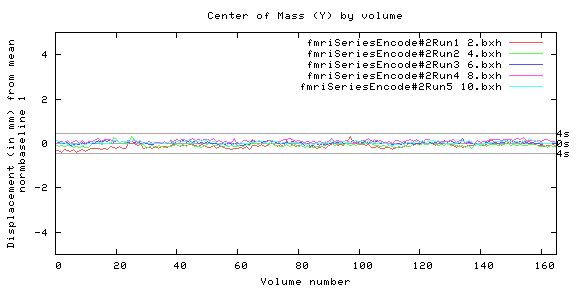 Center of Mass (Y) by volume
Displacement (in mm) from mean
normbaseline 1
4
2
0
-2
-4
fmriSeriesEncode#2Run1 2.bxh
fmriSeriesEncode#2Run2 4.bxh
fmriSeriesEncode#2Run3 6.bxh
fmriSeriesEncode#2Run4 8.bxh
fmriSeriesEncode#2Run5 10.bxh
4s
0s
4s
0 20 40 60 80 100 120 140 160
Volume number